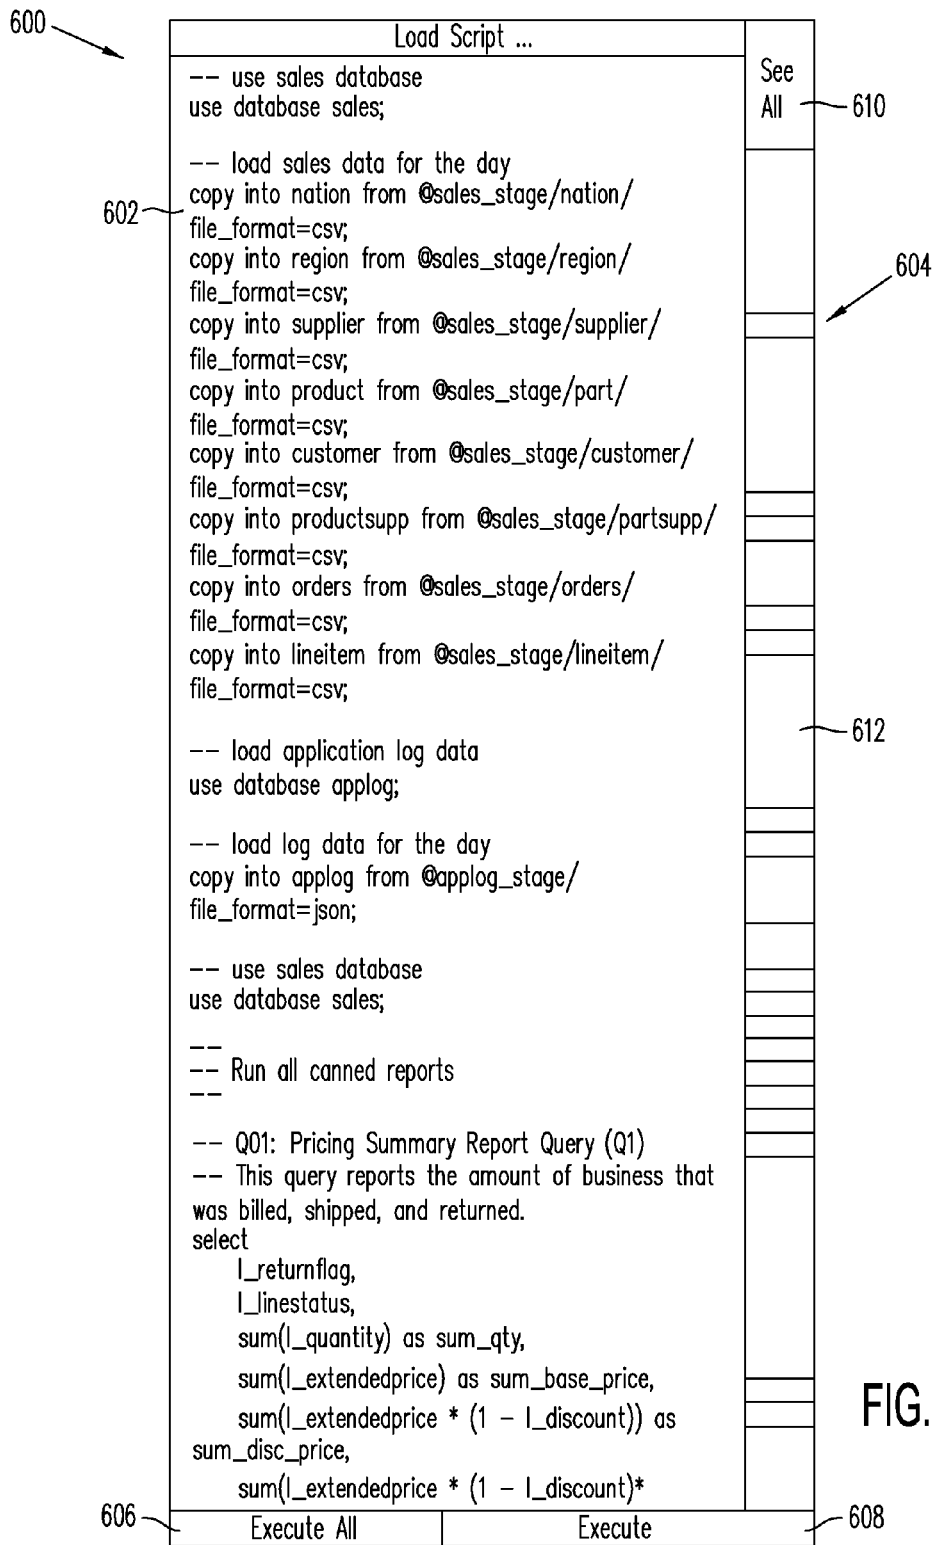 600
Load Script ...
See
All
610
-- use sales database
use database sales;
-- load sales data for the day
602
copy into nation from @sales_stage/nation/
file_format=csv;
copy into region from @sales_stage/region/
file_format=csv;
604
copy into supplier from @sales_stage/supplier/
file_format=csv;
copy into product from @sales_stage/part/
file_format=csv;
copy into customer from @sales_stage/customer/
file_format=csv;
copy into productsupp from @sales_stage/partsupp/
file_format=csv;
copy into orders from @sales_stage/orders/
file_format=csv;
copy into lineitem from @sales_stage/lineitem/
file_format=csv;
612
-- load application log data
use database applog;
-- load log data for the day
copy into applog from @applog_stage/
file_format=json;
-- use sales database
use database sales;
--
-- Run all canned reports
--
-- Q01: Pricing Summary Report Query (Q1)
-- This query reports the amount of business that
was billed, shipped, and returned.
select
l_returnflag,
l_linestatus,
sum(l_quantity) as sum_qty,
sum(l_extendedprice) as sum_base_price,
sum(l_extendedprice * (1 - l_discount)) as
sum_disc_price,
sum(l_extendedprice * (1 - l_discount)*
FIG.
606
Execute All
Execute
608